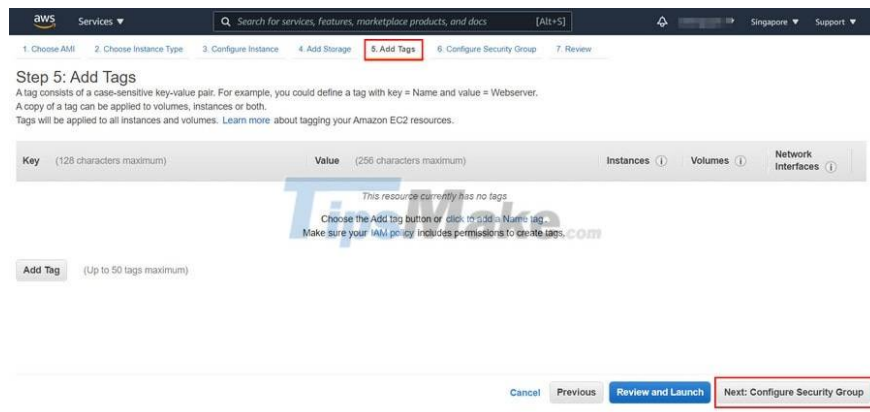 aws Services ▼ Search for services, features, marketplace products, and docs [Alt+S] Singapore ▼ Support ▼
1. Choose AMI 2. Choose Instance Type 3. Configure Instance 4. Add Storage 5. Add Tags 6. Configure Security Group 7. Review
Step 5: Add Tags
A tag consists of a case-sensitive key-value pair. For example, you could define a tag with key = Name and value = Webserver.
A copy of a tag can be applied to volumes, instances or both.
Tags will be applied to all instances and volumes. Learn more about tagging your Amazon EC2 resources.
Key (128 characters maximum) Value (256 characters maximum) Instances Volumes Network
Interfaces
This resource currently has no tags
Choose the Add tag button or click to add a Name tag.
Make sure your IAM policy includes permissions to create tags.
TipsMake.com
Add Tag (Up to 50 tags maximum)
Cancel Previous Review and Launch Next: Configure Security Group